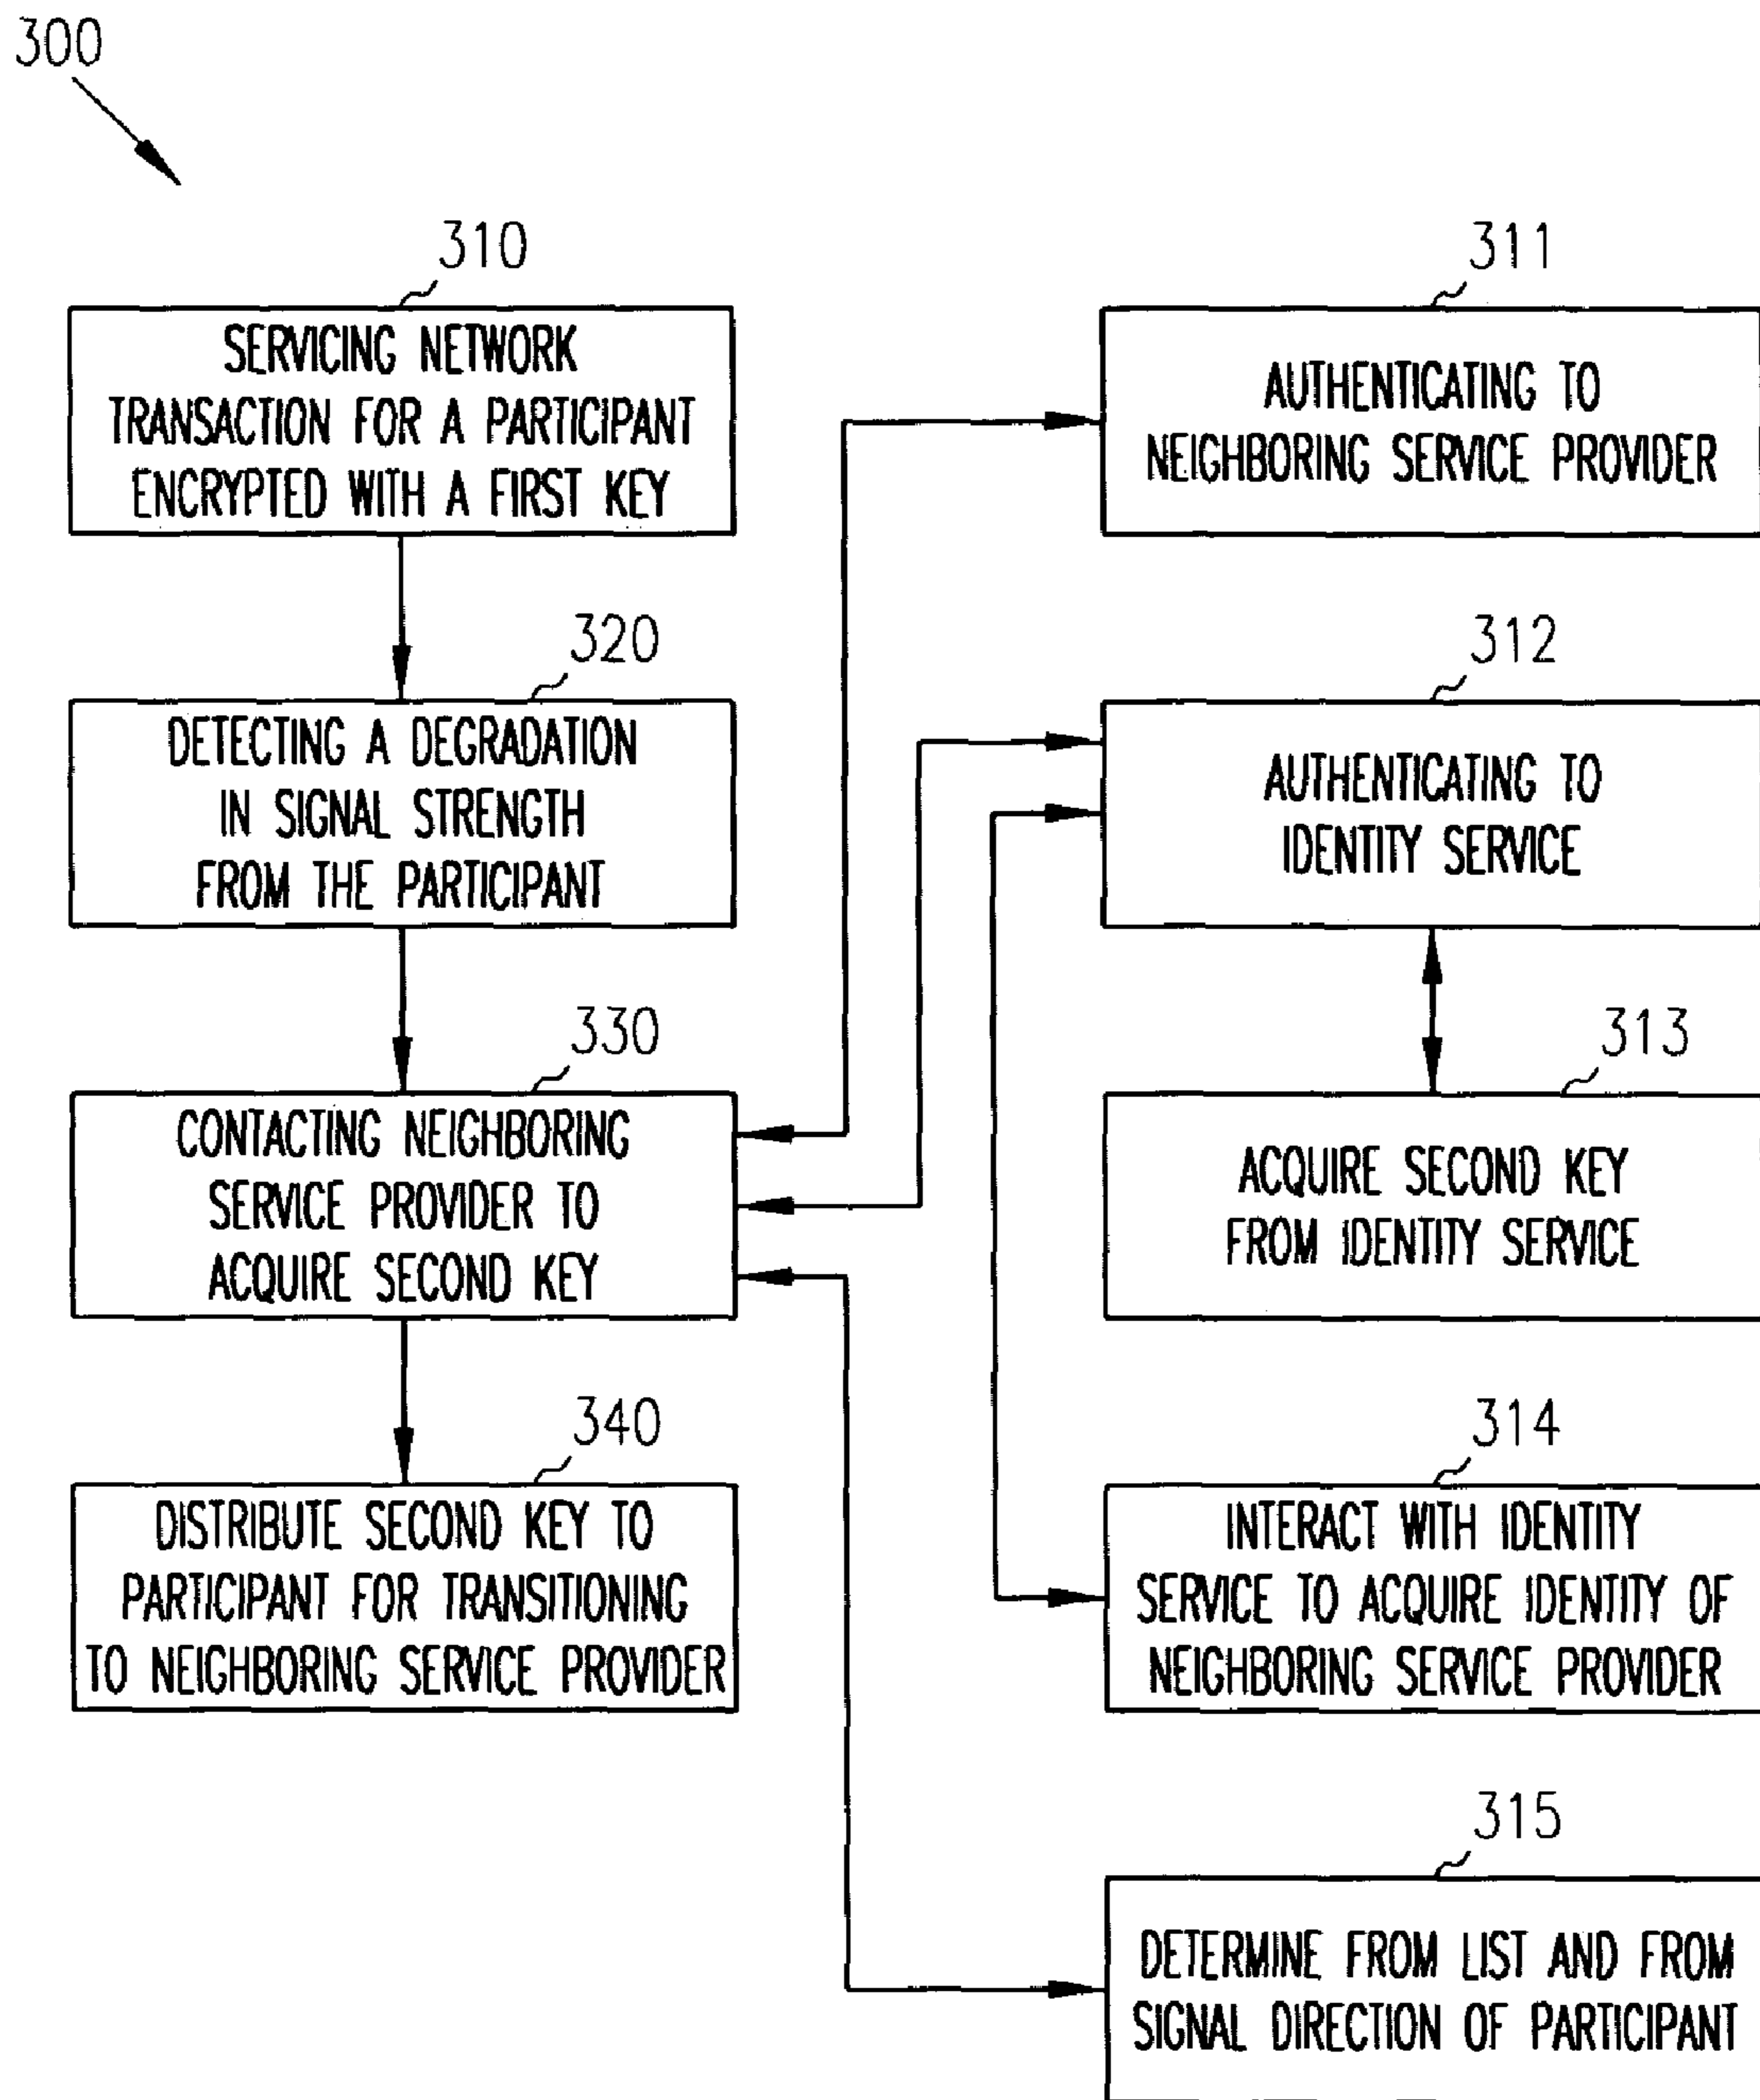 300
310
SERVICING NETWORK
TRANSACTION FOR A PARTICIPANT
ENCRYPTED WITH A FIRST KEY
320
DETECTING A DEGRADATION
IN SIGNAL STRENGTH
FROM THE PARTICIPANT
330
CONTACTING NEIGHBORING
SERVICE PROVIDER TO
ACQUIRE SECOND KEY
340
DISTRIBUTE SECOND KEY TO
PARTICIPANT FOR TRANSITIONING
TO NEIGHBORING SERVICE PROVIDER
311
AUTHENTICATING TO
NEIGHBORING SERVICE PROVIDER
312
AUTHENTICATING TO
IDENTITY SERVICE
313
ACQUIRE SECOND KEY
FROM IDENTITY SERVICE
314
INTERACT WITH IDENTITY
SERVICE TO ACQUIRE IDENTITY OF
NEIGHBORING SERVICE PROVIDER
315
DETERMINE FROM LIST AND FROM
SIGNAL DIRECTION OF PARTICIPANT